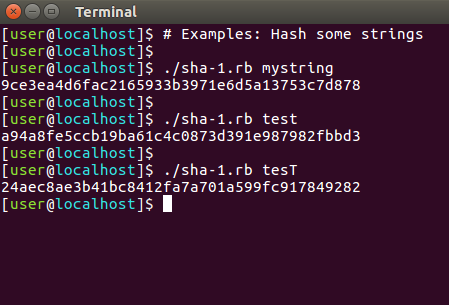 Terminal
[user@localhost]$ # Examples: Hash some strings
[user@localhost]$
[user@localhost]$ ./sha-1.rb mystring
9ce3ea4d6fac2165933b3971e6d5a13753c7d878
[user@localhost]$
[user@localhost]$ ./sha-1.rb test
a94a8fe5ccb19ba61c4c0873d391e987982fbbd3
[user@localhost]$
[user@localhost]$ ./sha-1.rb tesT
24aec8ae3b41bc8412fa7a701a599fc917849282
[user@localhost]$